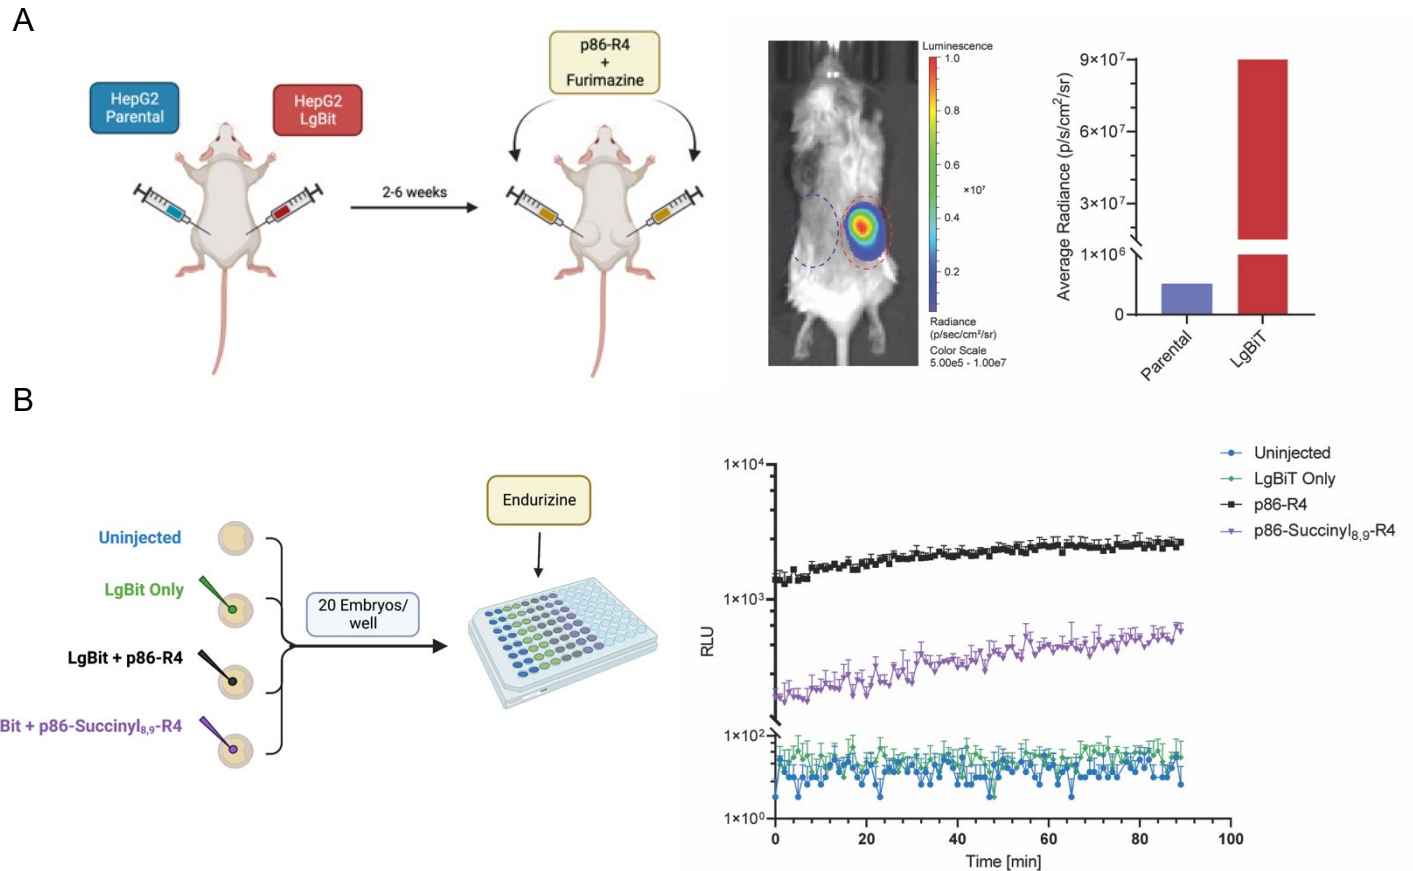 A
HepG2
Parental
HepG2
LgBit
2-6 weeks
p86-R4
+
Furimazine
Luminescence
1.0
0.8
0.6
×10⁷
0.4
0.2
Radiance
(p/sec/cm²/sr)
Color Scale
5.00e5 - 1.00e7
Average Radiance (p/s/cm²/sr)
9×10⁷
6×10⁷
3×10⁷
1×10⁶
0
Parental
LgBiT
B
Uninjected
LgBit Only
LgBit + p86-R4
Bit + p86-Succinyl₈,₉-R4
20 Embryos/
well
Endurizine
RLU
1×10⁴
1×10³
1×10²
1×10⁰
0
20
40
60
80
100
Time [min]
Uninjected
LgBiT Only
p86-R4
p86-Succinyl₈,₉-R4